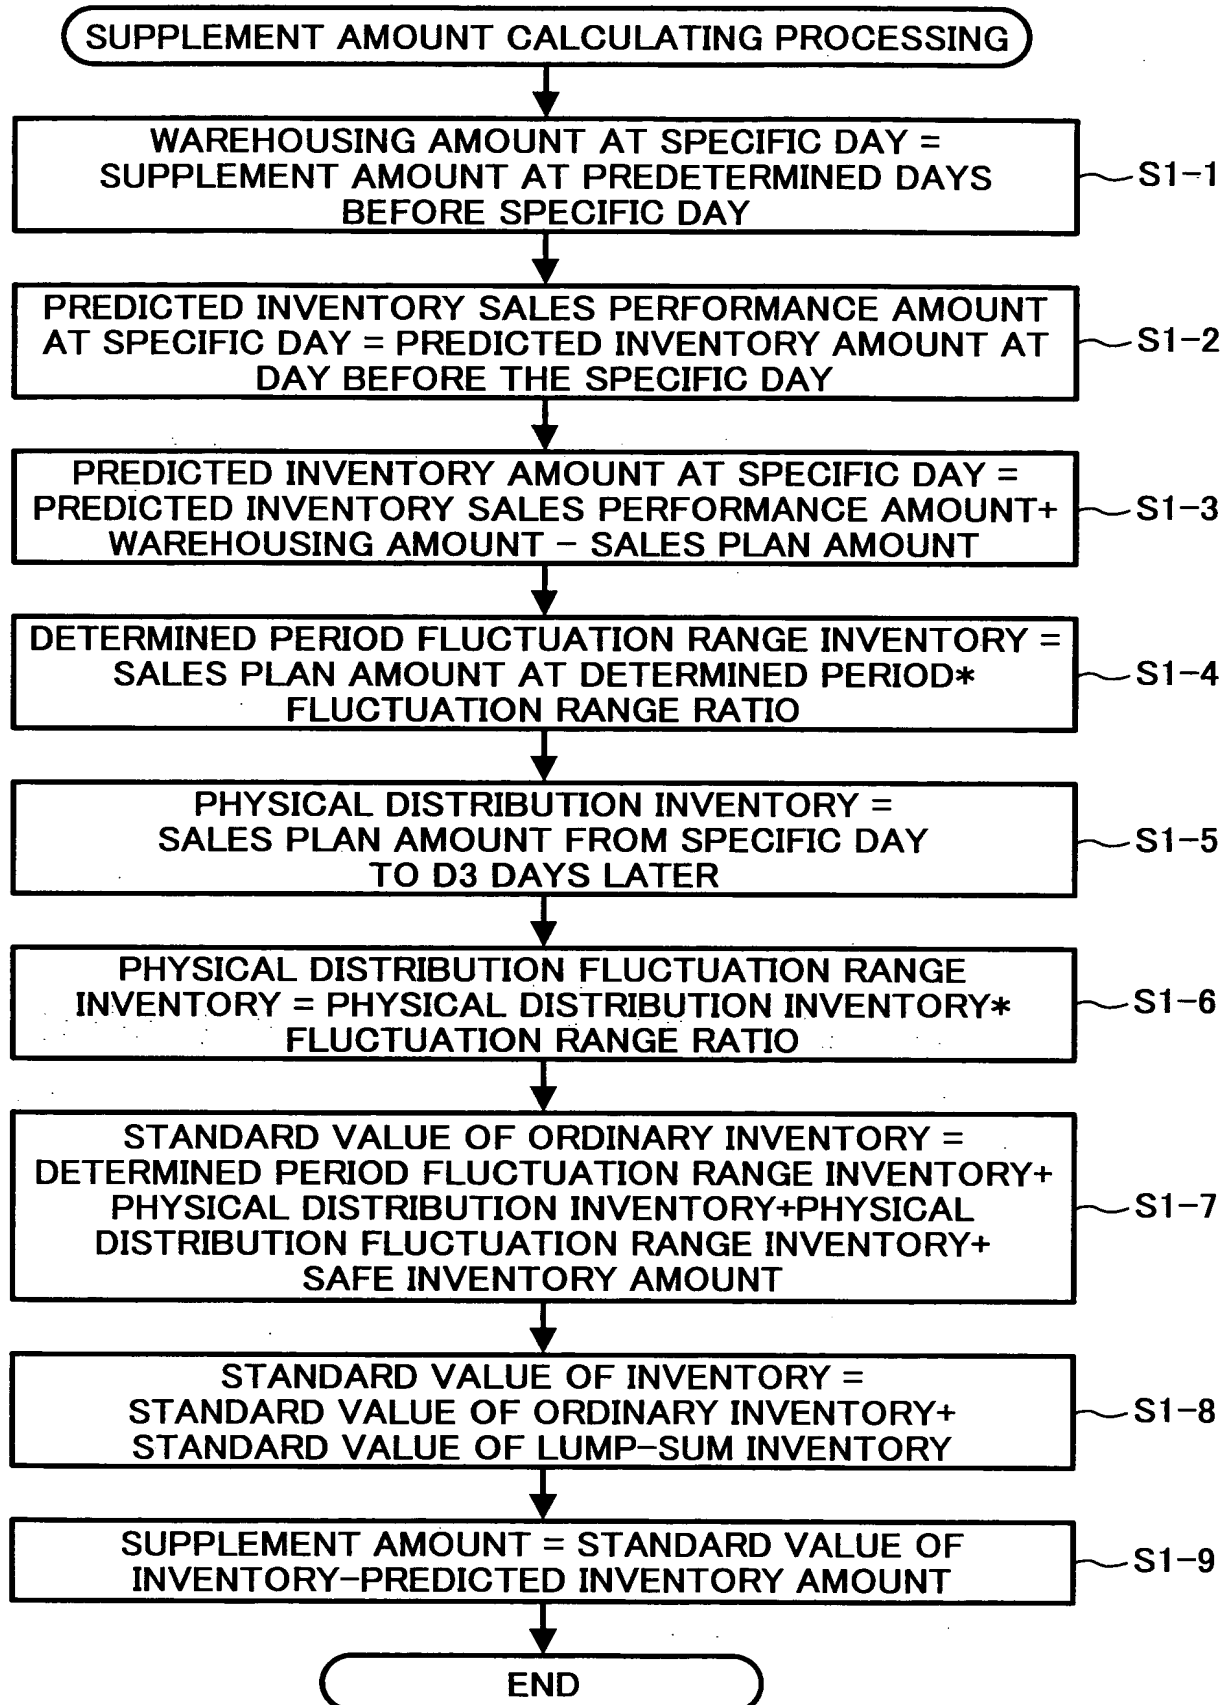 SUPPLEMENT AMOUNT CALCULATING PROCESSING
WAREHOUSING AMOUNT AT SPECIFIC DAY =
SUPPLEMENT AMOUNT AT PREDETERMINED DAYS
BEFORE SPECIFIC DAY
S1-1
PREDICTED INVENTORY SALES PERFORMANCE AMOUNT
AT SPECIFIC DAY = PREDICTED INVENTORY AMOUNT AT
DAY BEFORE THE SPECIFIC DAY
S1-2
PREDICTED INVENTORY AMOUNT AT SPECIFIC DAY =
PREDICTED INVENTORY SALES PERFORMANCE AMOUNT+
WAREHOUSING AMOUNT - SALES PLAN AMOUNT
S1-3
DETERMINED PERIOD FLUCTUATION RANGE INVENTORY =
SALES PLAN AMOUNT AT DETERMINED PERIOD*
FLUCTUATION RANGE RATIO
S1-4
PHYSICAL DISTRIBUTION INVENTORY =
SALES PLAN AMOUNT FROM SPECIFIC DAY
TO D3 DAYS LATER
S1-5
PHYSICAL DISTRIBUTION FLUCTUATION RANGE
INVENTORY = PHYSICAL DISTRIBUTION INVENTORY*
FLUCTUATION RANGE RATIO
S1-6
STANDARD VALUE OF ORDINARY INVENTORY =
DETERMINED PERIOD FLUCTUATION RANGE INVENTORY+
PHYSICAL DISTRIBUTION INVENTORY+PHYSICAL
DISTRIBUTION FLUCTUATION RANGE INVENTORY+
SAFE INVENTORY AMOUNT
S1-7
STANDARD VALUE OF INVENTORY =
STANDARD VALUE OF ORDINARY INVENTORY+
STANDARD VALUE OF LUMP-SUM INVENTORY
S1-8
SUPPLEMENT AMOUNT = STANDARD VALUE OF
INVENTORY-PREDICTED INVENTORY AMOUNT
S1-9
END